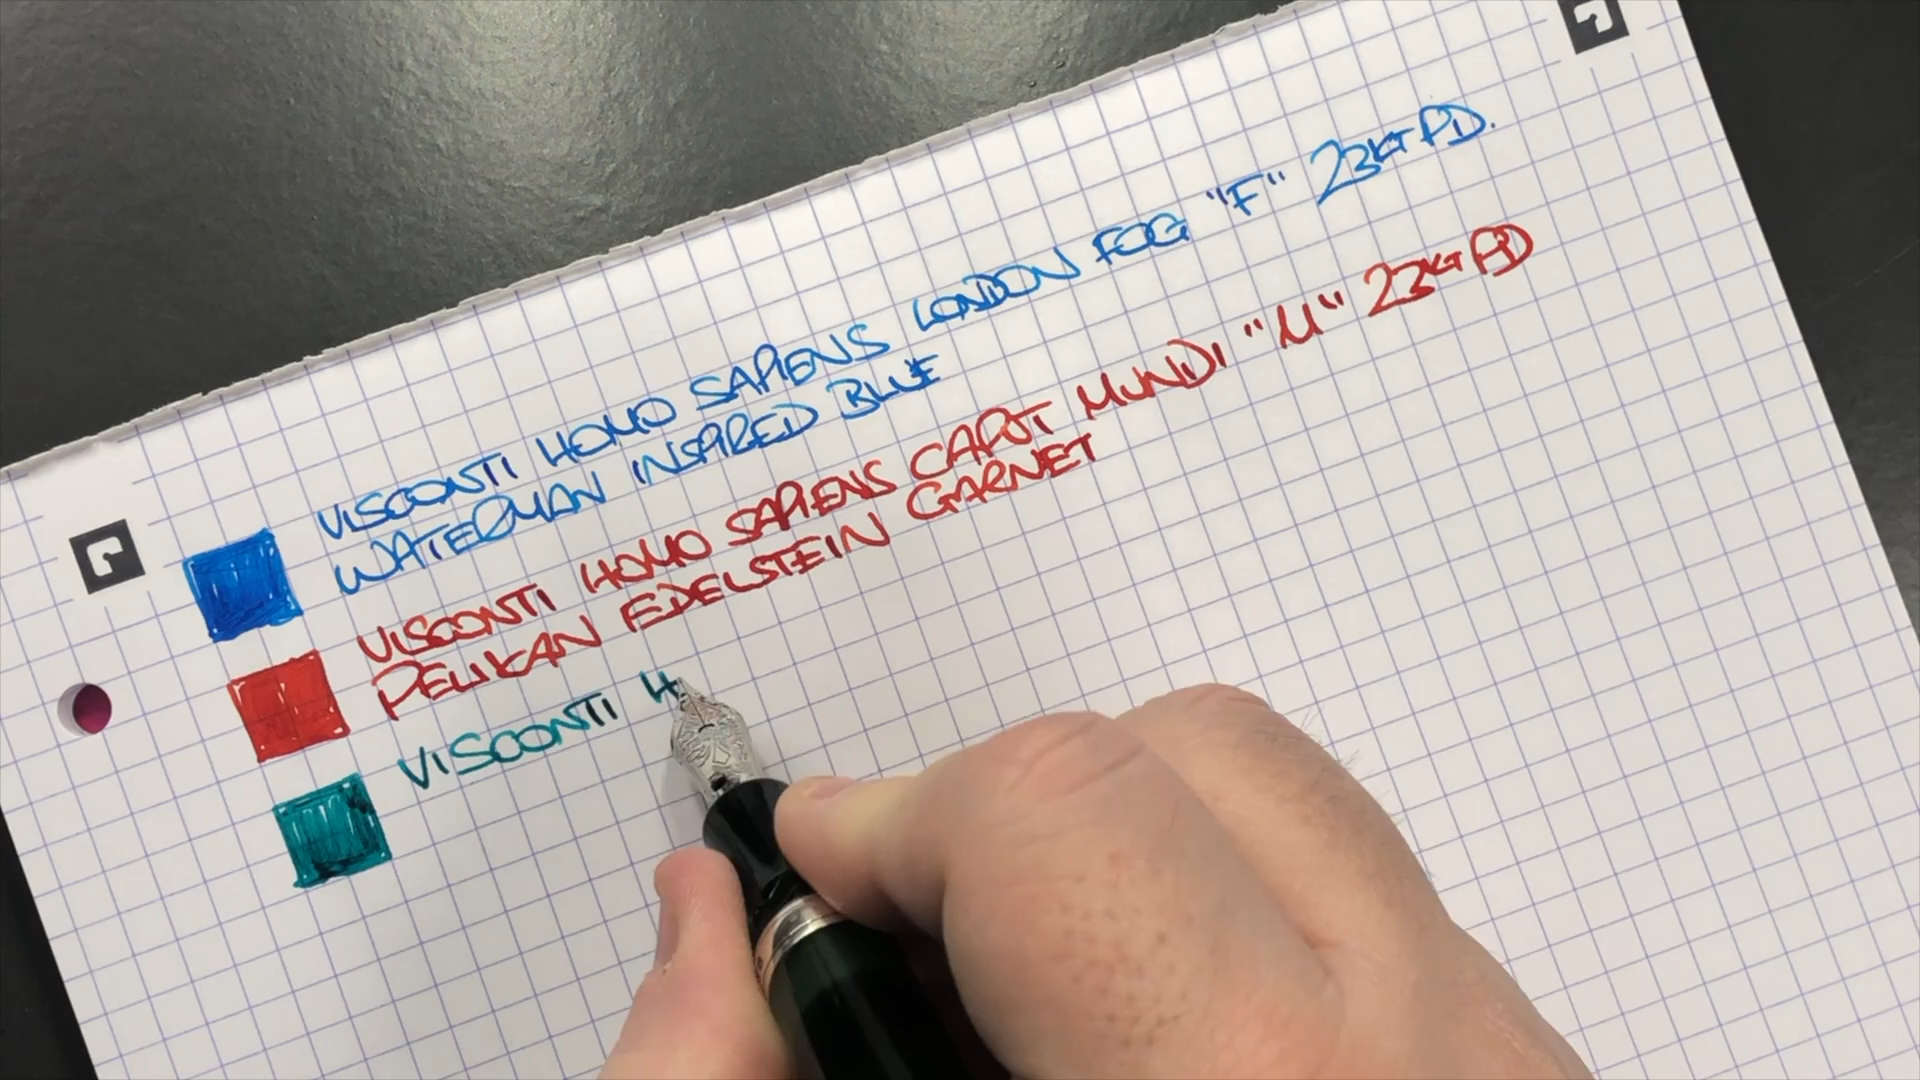 VISCONTI HOMO SAPIENS LONDON FOG "F" 23KT PD.
WATERMAN INSPIRED BLUE
VISCONTI HOMO SAPIENS CAPUT MUNDI "M" 23KT PD
PELIKAN EDELSTEIN GARNET
VISCONTI H